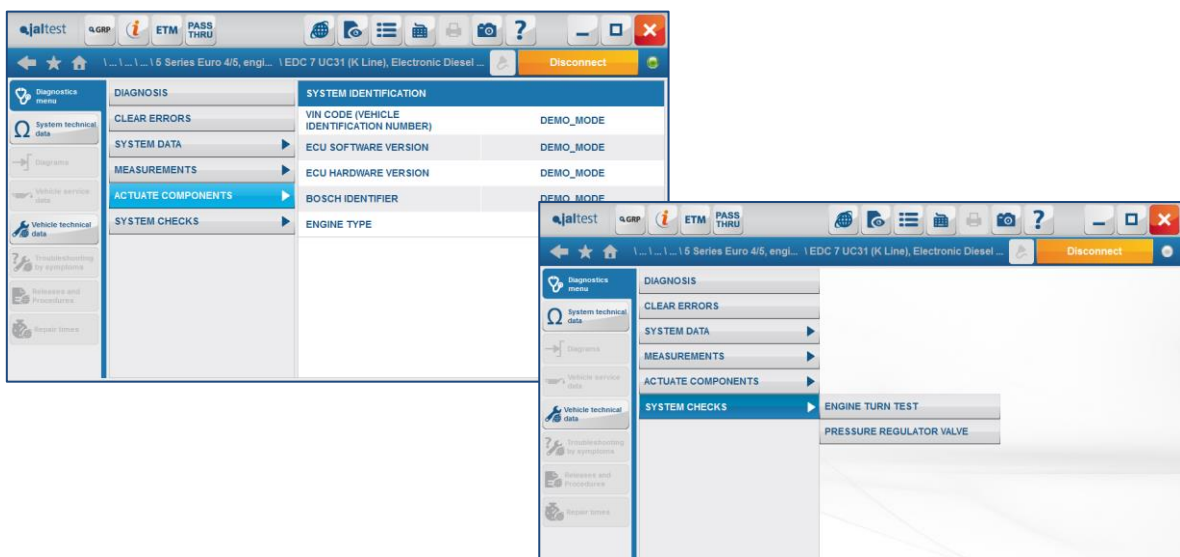 jaltest GRP i ETM PASS THRU ?
\ ... \ ... \ ... \ 5 Series Euro 4/5, engi... \ EDC 7 UC31 (K Line), Electronic Diesel ... Disconnect
Diagnostics menu
System technical data
Diagrams
Vehicle service data
Vehicle technical data
Troubleshooting by symptoms
Releases and Procedures
Repair times
DIAGNOSIS
CLEAR ERRORS
SYSTEM DATA
MEASUREMENTS
ACTUATE COMPONENTS
SYSTEM CHECKS
SYSTEM IDENTIFICATION
VIN CODE (VEHICLE
IDENTIFICATION NUMBER) DEMO_MODE
ECU SOFTWARE VERSION DEMO_MODE
ECU HARDWARE VERSION DEMO_MODE
BOSCH IDENTIFIER DEMO_MODE
ENGINE TYPE
jaltest GRP i ETM PASS THRU ?
\ ... \ ... \ ... \ 5 Series Euro 4/5, engi... \ EDC 7 UC31 (K Line), Electronic Diesel ... Disconnect
Diagnostics menu
System technical data
Diagrams
Vehicle service data
Vehicle technical data
Troubleshooting by symptoms
Releases and Procedures
Repair times
DIAGNOSIS
CLEAR ERRORS
SYSTEM DATA
MEASUREMENTS
ACTUATE COMPONENTS
SYSTEM CHECKS
ENGINE TURN TEST
PRESSURE REGULATOR VALVE